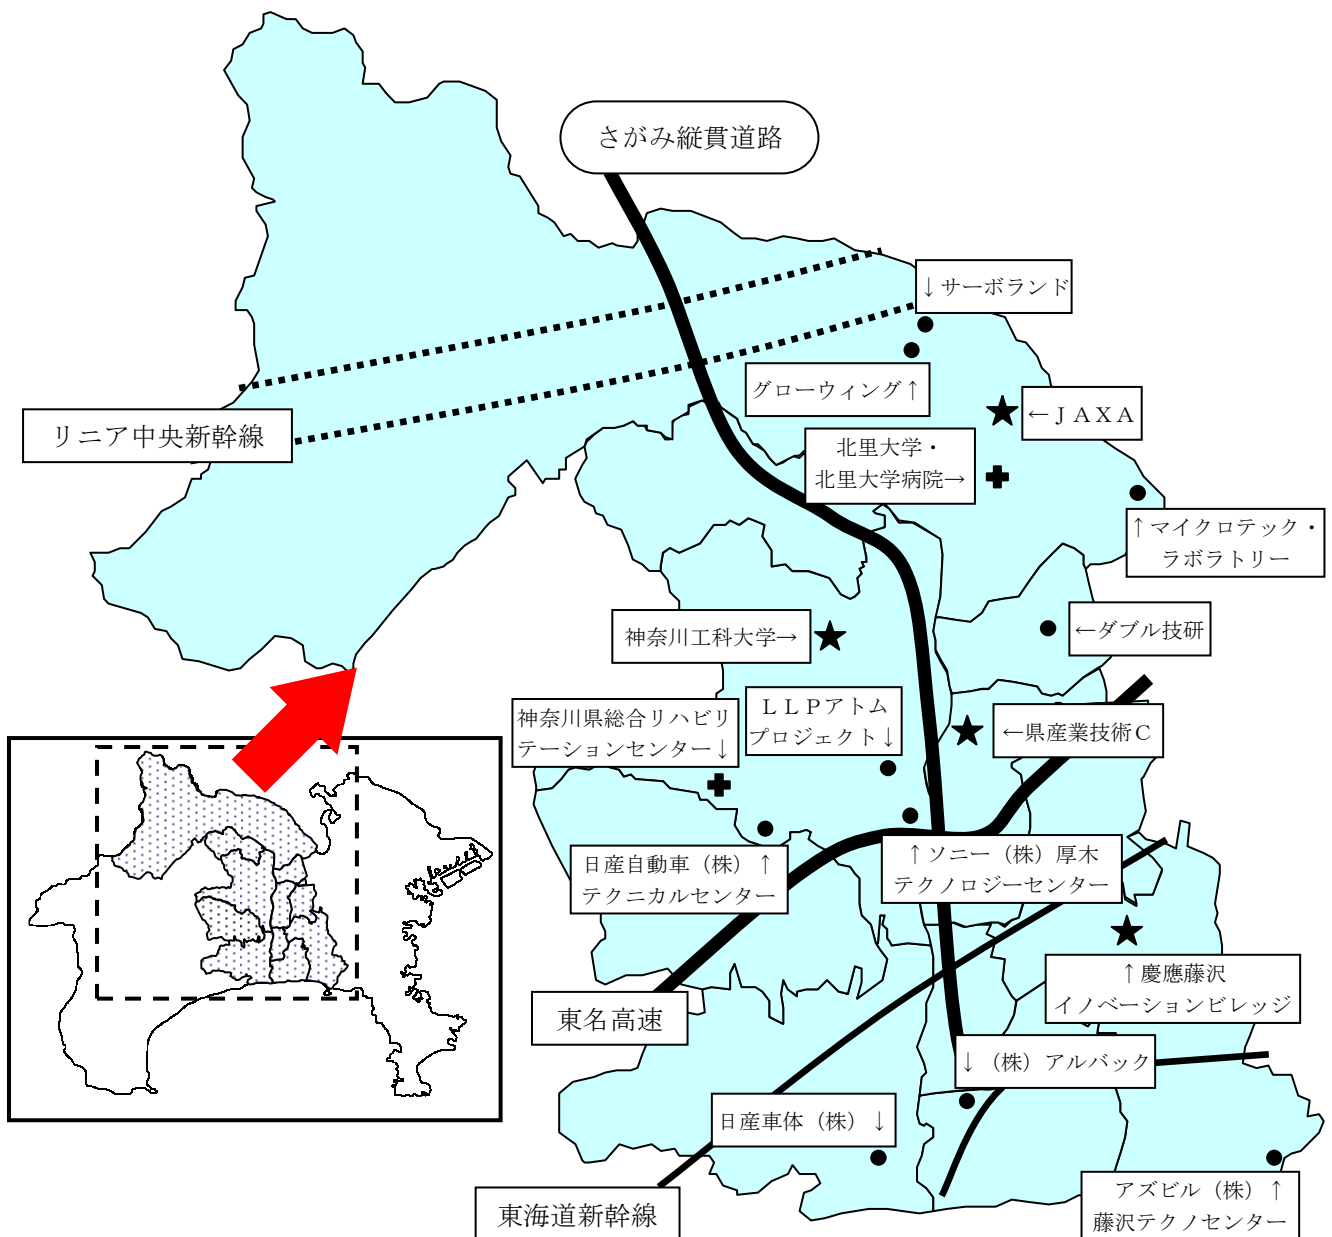 さがみ縦貫道路
↓サーボランド
グローウィング↑
←ＪＡＸＡ
リニア中央新幹線
北里大学・
北里大学病院→
↑マイクロテック・
ラボラトリー
神奈川工科大学→
←ダブル技研
神奈川県総合リハビリ
テーションセンター↓
ＬＬＰアトム
プロジェクト↓
←県産業技術Ｃ
日産自動車（株）↑
テクニカルセンター
↑ソニー（株）厚木
テクノロジーセンター
↑慶應藤沢
イノベーションビレッジ
東名高速
↓（株）アルバック
日産車体（株）↓
東海道新幹線
アズビル（株）↑
藤沢テクノセンター